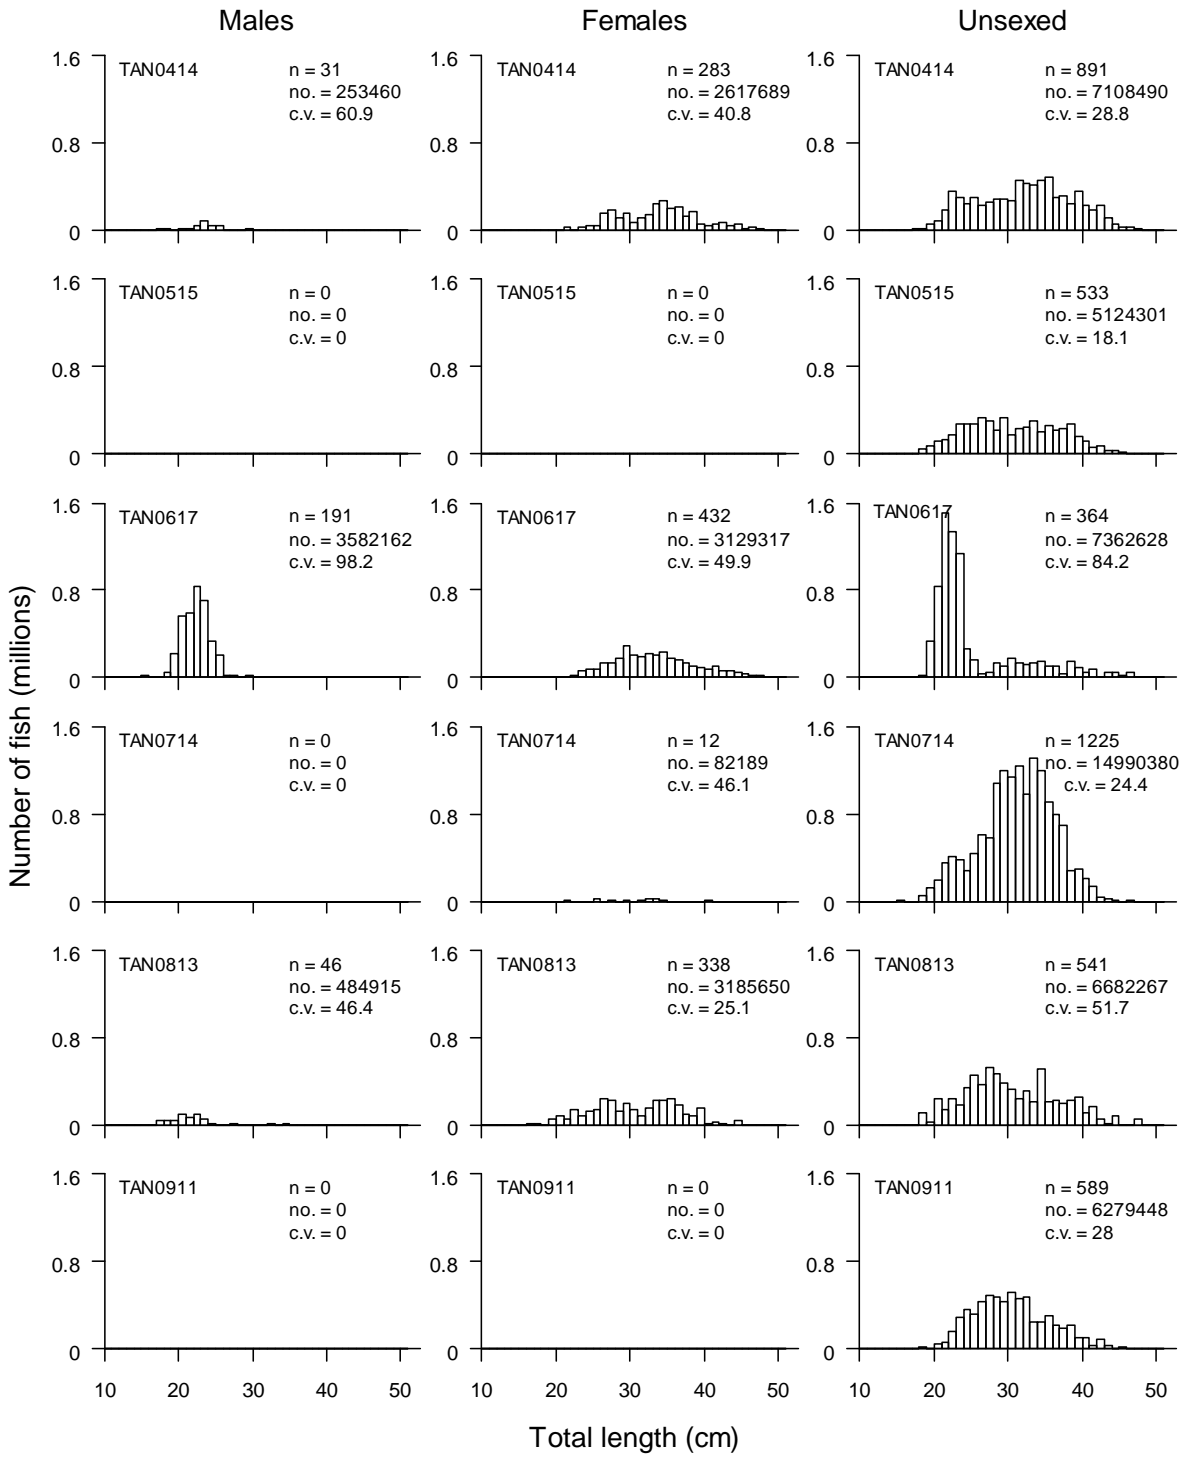 Males Females Unsexed
1.6 TAN0414 n = 31 1.6 TAN0414 n = 283 1.6 TAN0414 n = 891
no. = 253460 no. = 2617689 no. = 7108490
c.v. = 60.9 c.v. = 40.8 c.v. = 28.8
0.8 0.8 0.8
0 0 0
1.6 TAN0515 n = 0 1.6 TAN0515 n = 0 1.6 TAN0515 n = 533
no. = 0 no. = 0 no. = 5124301
c.v. = 0 c.v. = 0 c.v. = 18.1
0.8 0.8 0.8
0 0 0
1.6 TAN0617 n = 191 1.6 TAN0617 n = 432 1.6 TAN0617 n = 364
no. = 3582162 no. = 3129317 no. = 7362628
c.v. = 98.2 c.v. = 49.9 c.v. = 84.2
0.8 0.8 0.8
0 0 0
Number of fish (millions)
1.6 TAN0714 n = 0 1.6 TAN0714 n = 12 1.6 TAN0714 n = 1225
no. = 0 no. = 82189 no. = 14990380
c.v. = 0 c.v. = 46.1 c.v. = 24.4
0.8 0.8 0.8
0 0 0
1.6 TAN0813 n = 46 1.6 TAN0813 n = 338 1.6 TAN0813 n = 541
no. = 484915 no. = 3185650 no. = 6682267
c.v. = 46.4 c.v. = 25.1 c.v. = 51.7
0.8 0.8 0.8
0 0 0
1.6 TAN0911 n = 0 1.6 TAN0911 n = 0 1.6 TAN0911 n = 589
no. = 0 no. = 0 no. = 6279448
c.v. = 0 c.v. = 0 c.v. = 28
0.8 0.8 0.8
0 0 0
10 20 30 40 50 10 20 30 40 50 10 20 30 40 50
Total length (cm)